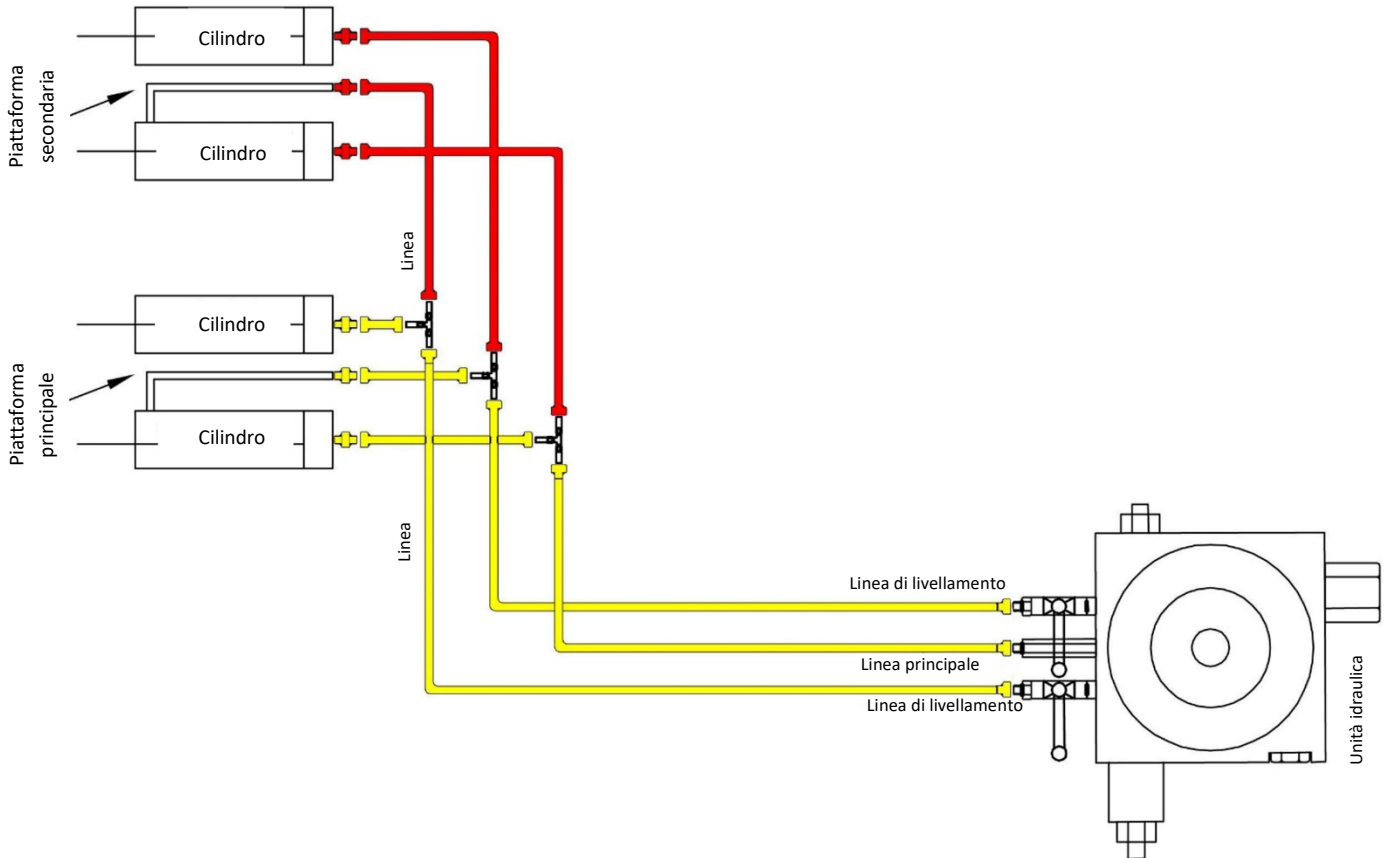 Cilindro
Piattaforma
secondaria
Cilindro
Linea
Cilindro
Piattaforma
principale
Cilindro
Linea
Linea di livellamento
Linea principale
Linea di livellamento
Unità idraulica